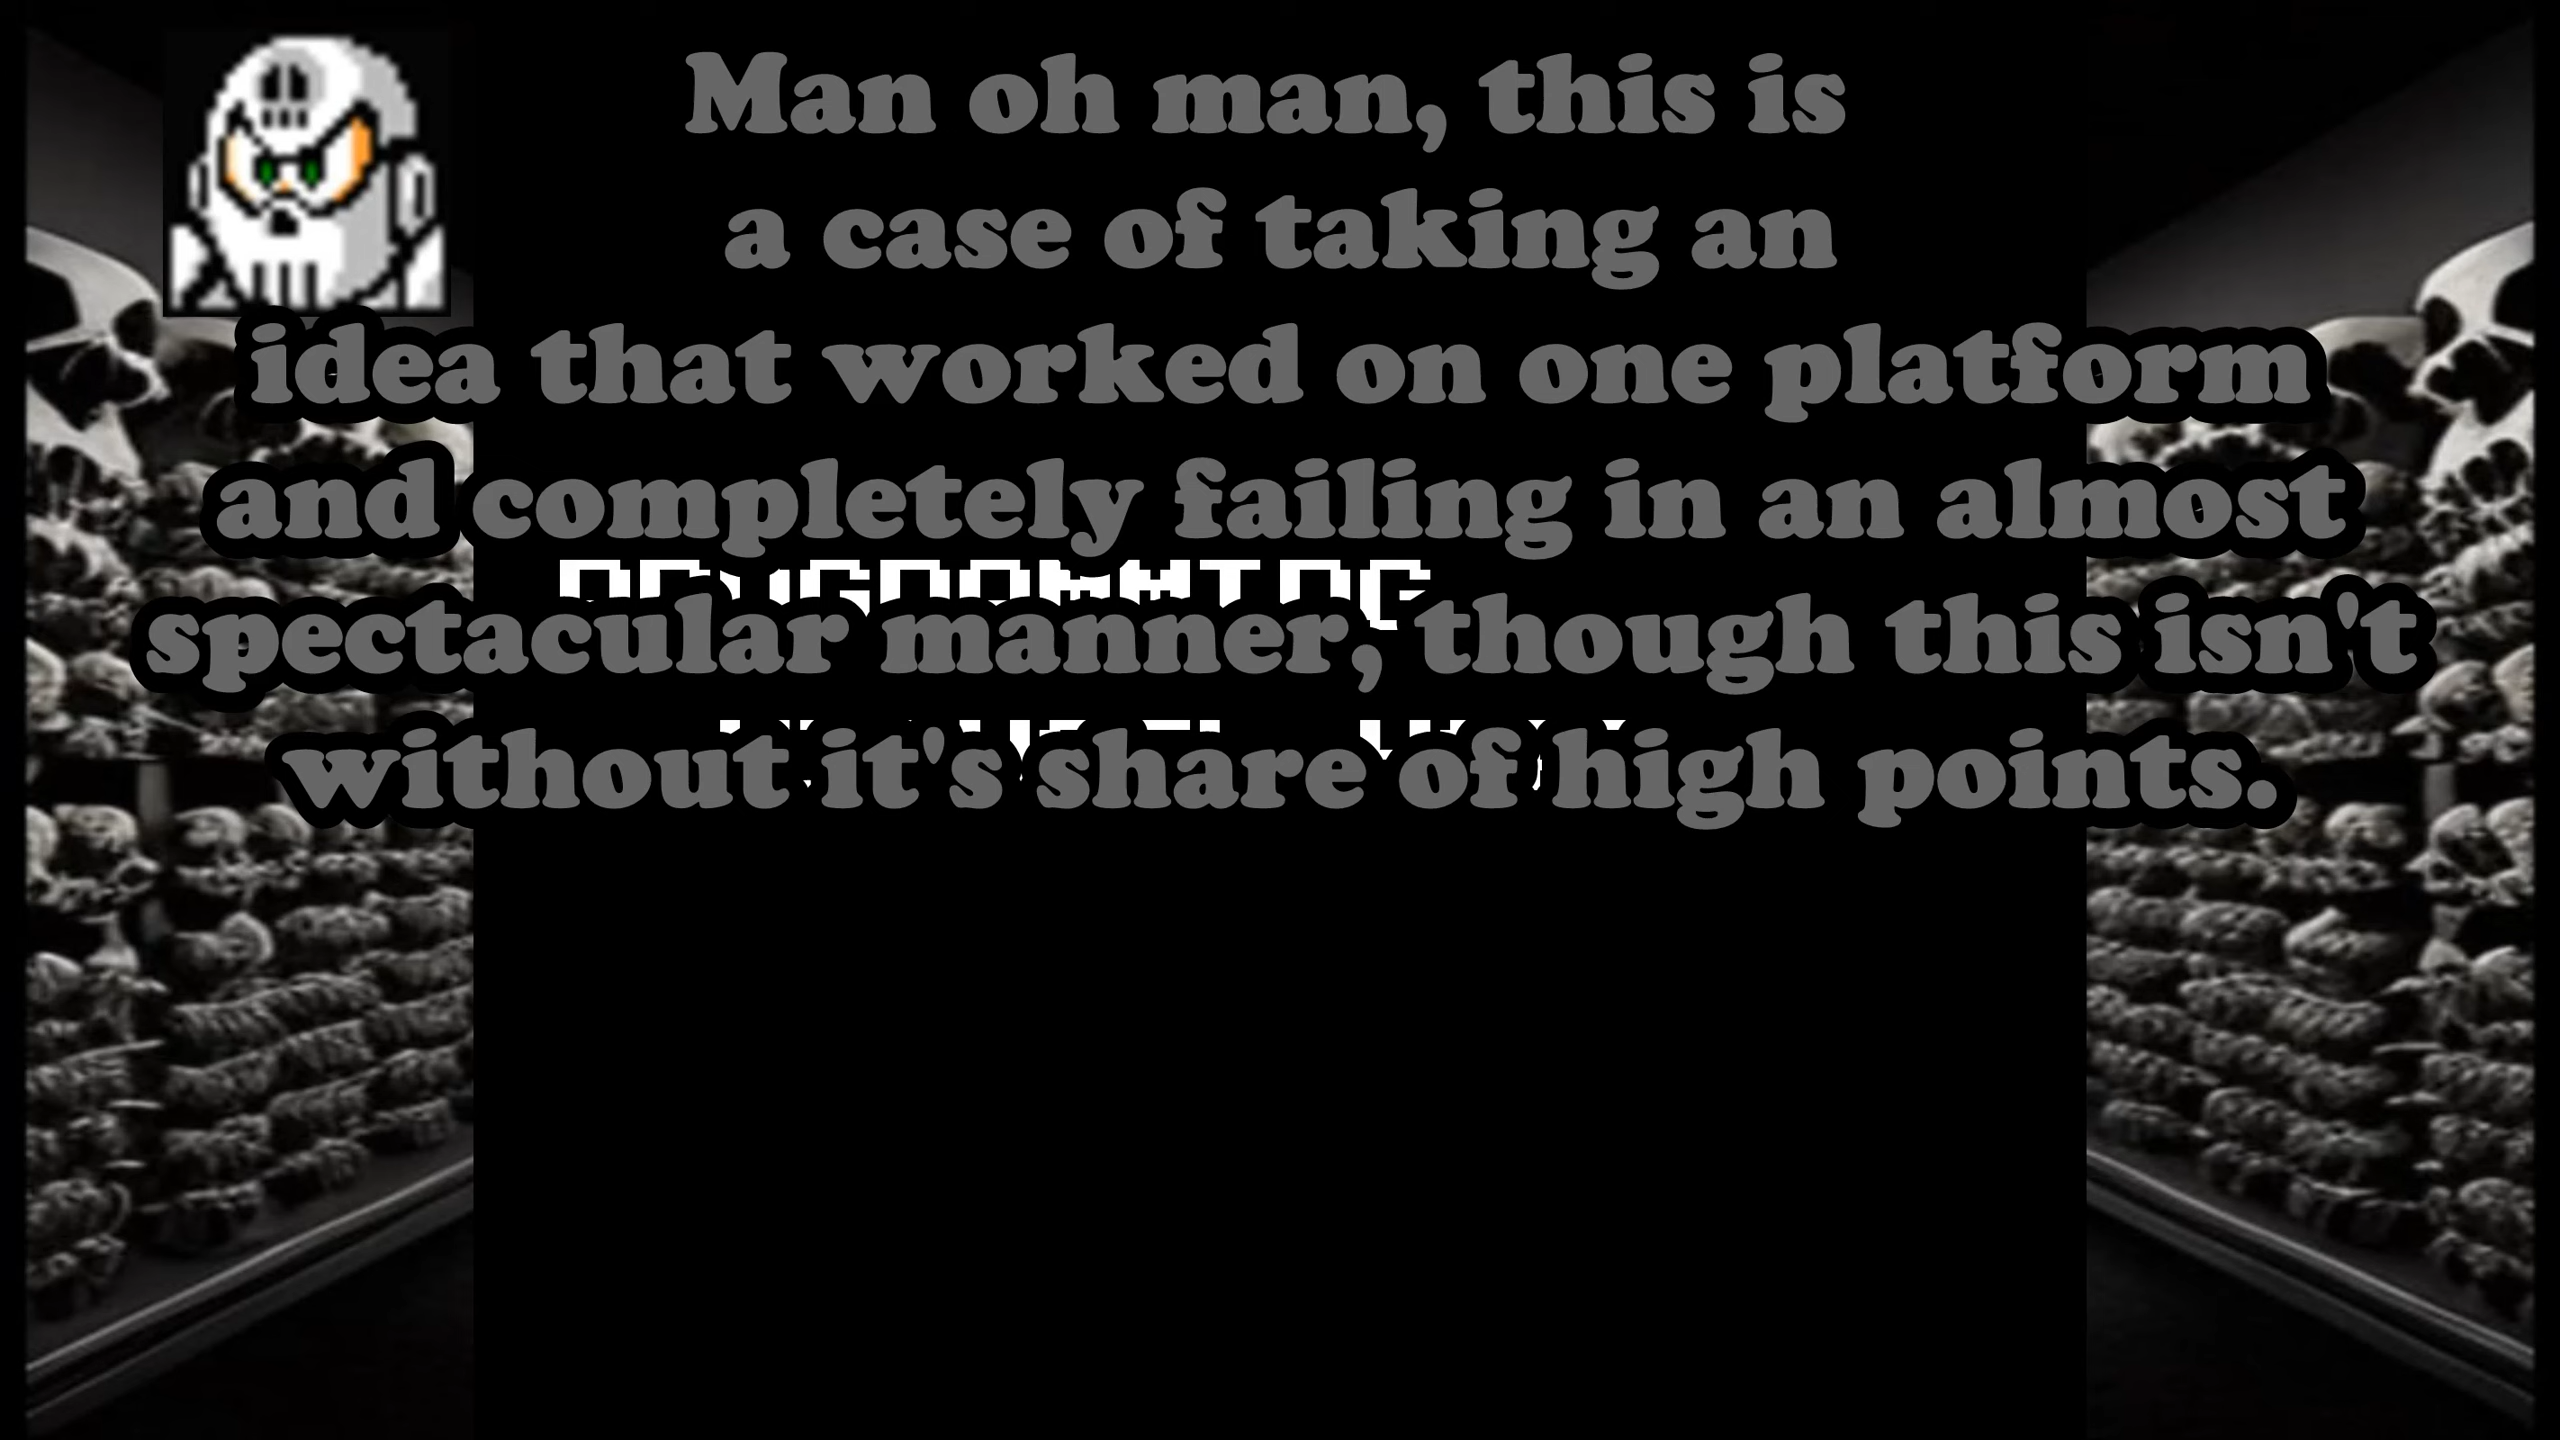 Man oh man, this is
a case of taking an
idea that worked on one platform
and completely failing in an almost
spectacular manner, though this isn't
without it's share of high points.